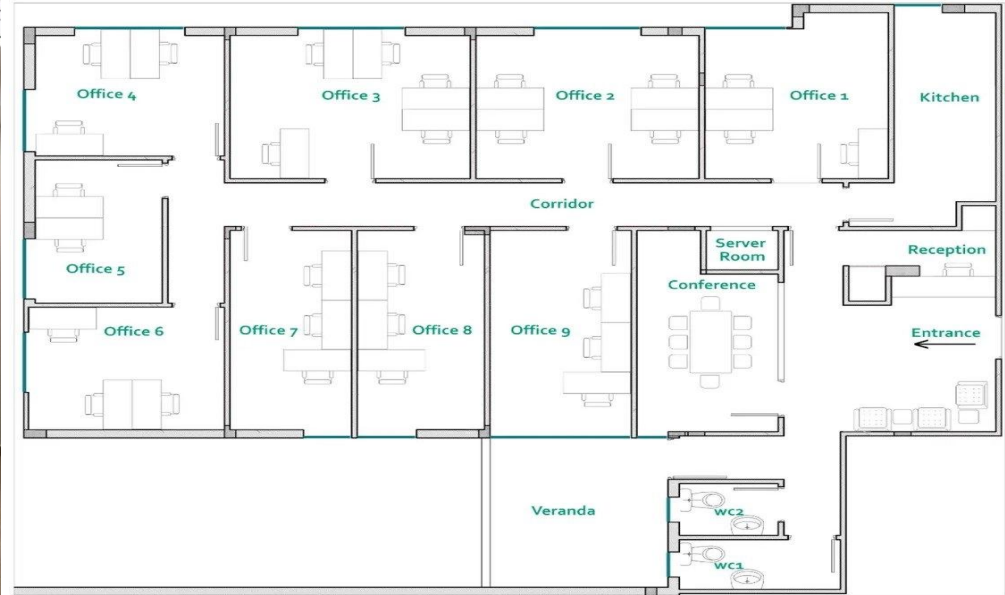 Office 4
Office 3
Office 2
Office 1
Kitchen
Corridor
Server
Room
Reception
Office 5
Conference
Office 6
Office 7
Office 8
Office 9
Entrance
Veranda
wc2
wc1